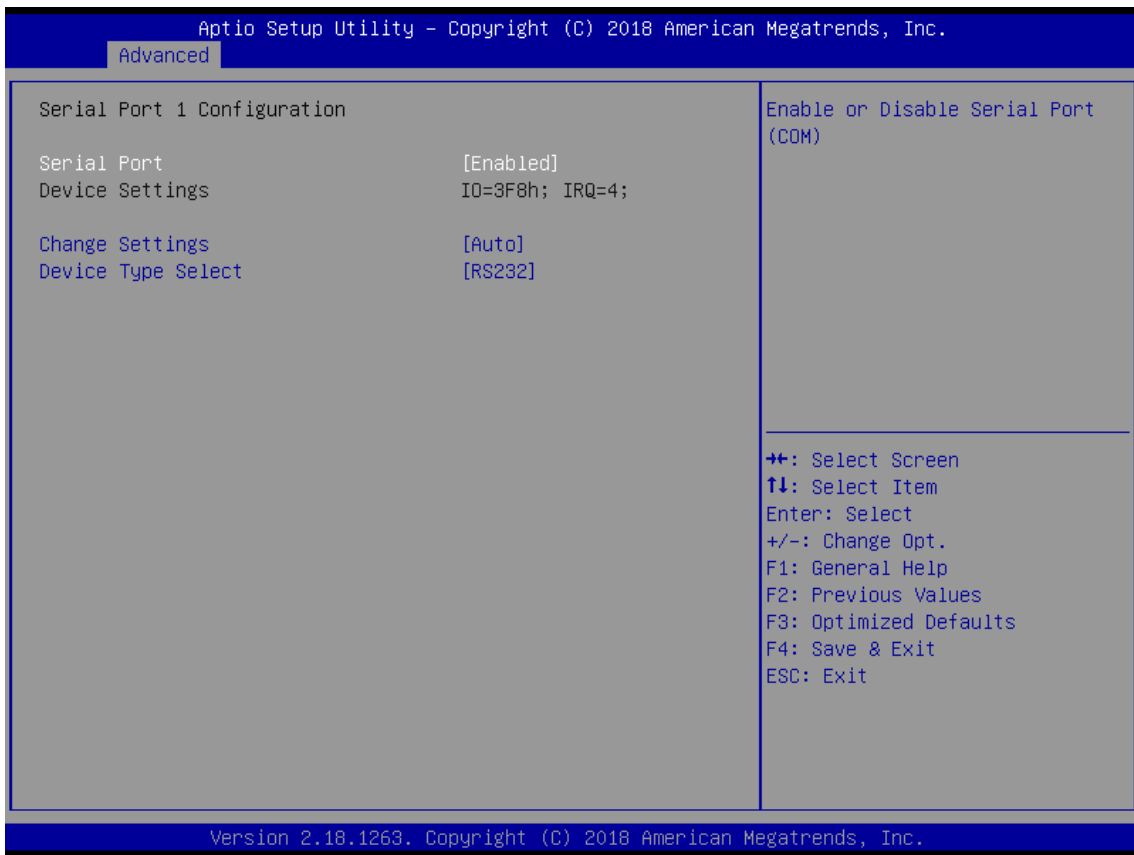 Aptio Setup Utility – Copyright (C) 2018 American Megatrends, Inc.
Advanced
Serial Port 1 Configuration
Serial Port [Enabled]
Device Settings IO=3F8h; IRQ=4;
Change Settings [Auto]
Device Type Select [RS232]
Enable or Disable Serial Port
(COM)
→←: Select Screen
↑↓: Select Item
Enter: Select
+/-: Change Opt.
F1: General Help
F2: Previous Values
F3: Optimized Defaults
F4: Save & Exit
ESC: Exit
Version 2.18.1263. Copyright (C) 2018 American Megatrends, Inc.